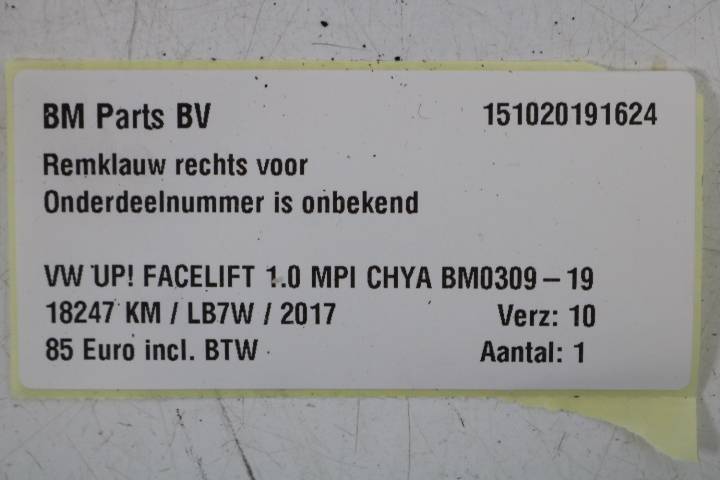 BM Parts BV 151020191624
Remklauw rechts voor
Onderdeelnummer is onbekend
VW UP! FACELIFT 1.0 MPI CHYA BM0309 – 19
18247 KM / LB7W / 2017 Verz: 10
85 Euro incl. BTW Aantal: 1